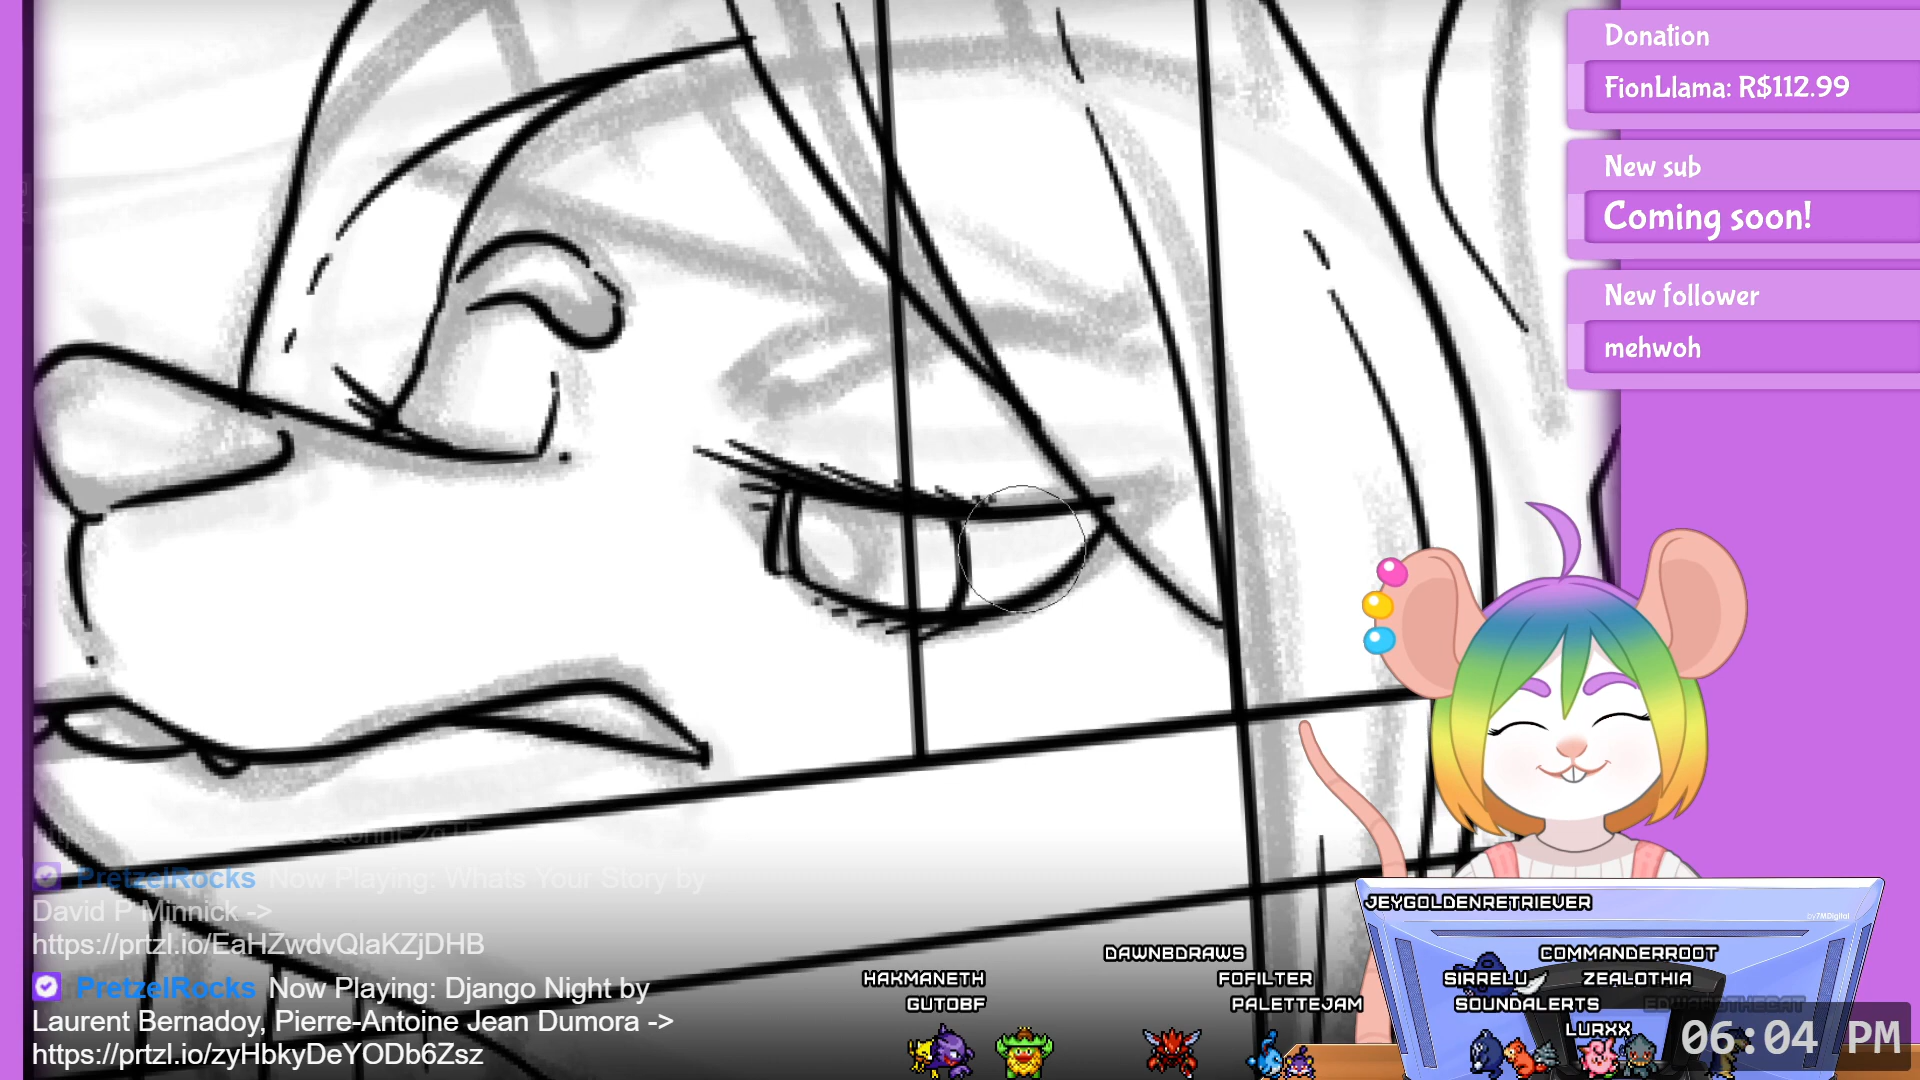 Donation
FionLlama: R$112.99
New sub
Coming soon!
New follower
mehwoh
PretzelRocks Now Playing: Whats Your Story by
David P Minnick ->
https://prtzl.io/EaHZwdvQlaKZjDHB
PretzelRocks Now Playing: Django Night by
Laurent Bernadoy, Pierre-Antoine Jean Dumora ->
https://prtzl.io/zyHbkyDeYODb6Zsz
JEYGOLDENRETRIEVER
by7MDigital
DAWNBDRAWS
COMMANDERROOT
HAKMANETH
FOFILTER
SIRRELU
ZEALOTHIA
GUTOBF
PALETTEJAM
SOUNDALERTS
EDWARDTHECAT
LURXX
06:04 PM